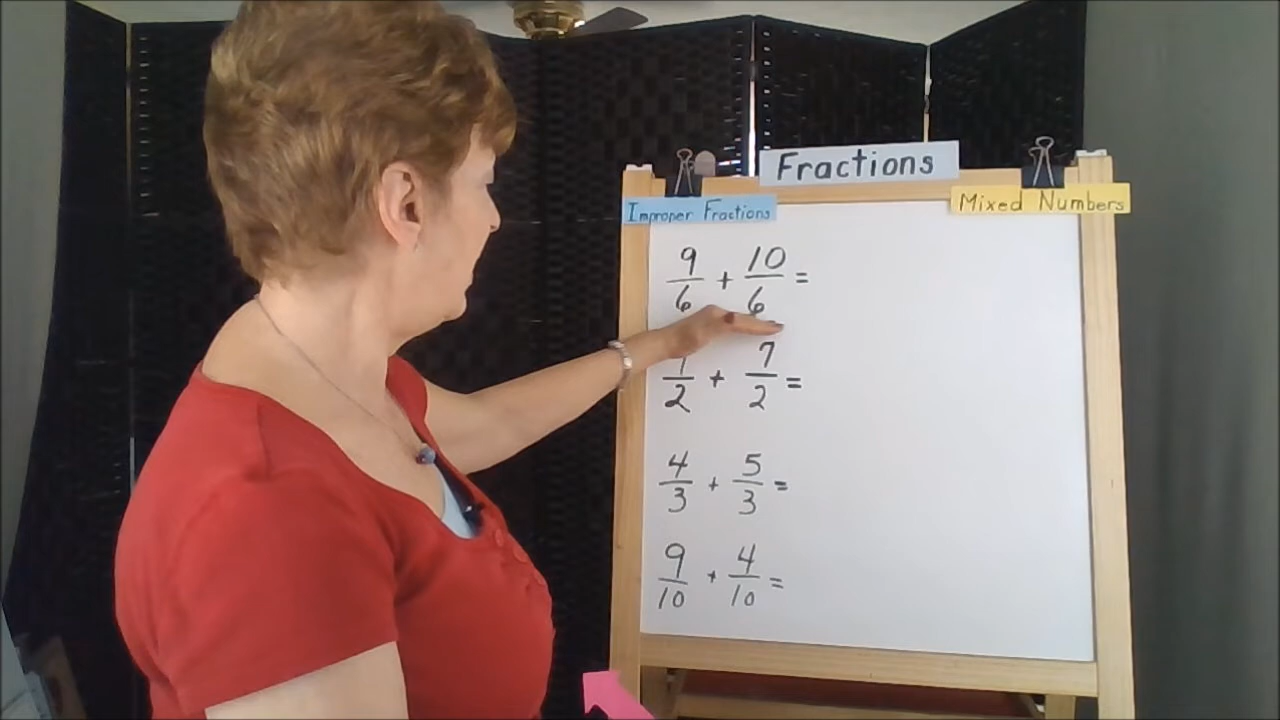 Fractions
Improper Fractions
Mixed Numbers
9/6 + 10/6 =
/2 + 7/2 =
4/3 + 5/3 =
9/10 + 4/10 =